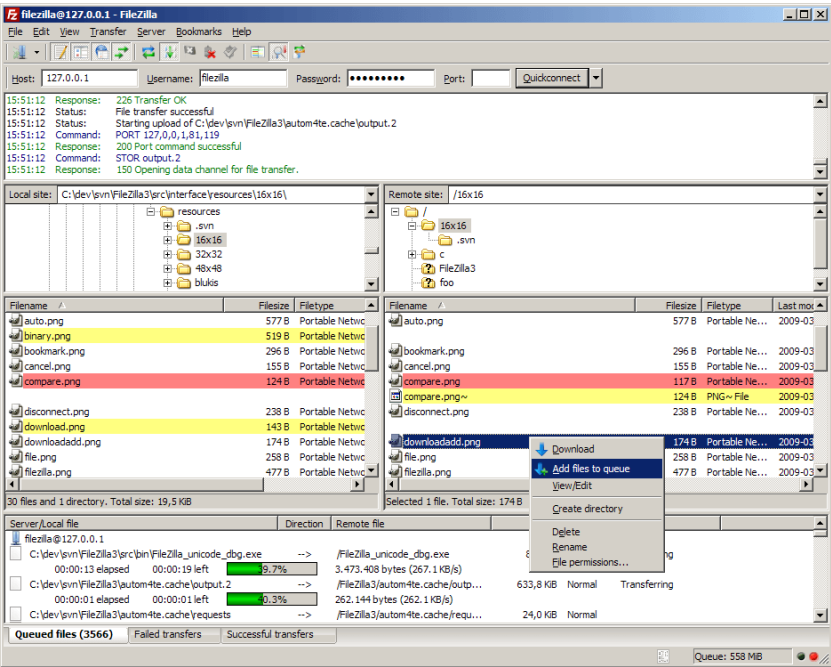 filezilla@127.0.0.1 - FileZilla
File Edit View Transfer Server Bookmarks Help
Host: 127.0.0.1 Username: filezilla Password: ●●●●●●●●● Port: Quickconnect
15:51:12 Response: 226 Transfer OK
15:51:12 Status: File transfer successful
15:51:12 Status: Starting upload of C:\dev\svn\FileZilla3\autom4te.cache\output.2
15:51:12 Command: PORT 127,0,0,1,81,119
15:51:12 Response: 200 Port command successful
15:51:12 Command: STOR output.2
15:51:12 Response: 150 Opening data channel for file transfer.
Local site: C:\dev\svn\FileZilla3\src\interface\resources\16x16\
resources
.svn
16x16
32x32
48x48
blukis
Filename Filesize Filetype
auto.png 577 B Portable Netwo
binary.png 519 B Portable Netwo
bookmark.png 296 B Portable Netwo
cancel.png 155 B Portable Netwo
compare.png 124 B Portable Netwo
disconnect.png 238 B Portable Netwo
download.png 143 B Portable Netwo
downloadadd.png 174 B Portable Netwo
file.png 258 B Portable Netwo
filezilla.png 477 B Portable Netwo
30 files and 1 directory. Total size: 19,5 KiB
Remote site: /16x16
/
16x16
.svn
c
FileZilla3
foo
Filename Filesize Filetype Last mod
auto.png 577 B Portable Ne... 2009-03
bookmark.png 296 B Portable Ne... 2009-03
cancel.png 155 B Portable Ne... 2009-03
compare.png 117 B Portable Ne... 2009-03
compare.png~ 124 B PNG~ File 2009-03
disconnect.png 238 B Portable Ne... 2009-03
downloadadd.png 174 B Portable Ne... 2009-03
file.png 258 B Portable Ne... 2009-03
filezilla.png 477 B Portable Ne... 2009-03
Selected 1 file. Total size: 174 B
Download
Add files to queue
View/Edit
Create directory
Delete
Rename
File permissions...
Server/Local file Direction Remote file
filezilla@127.0.0.1
C:\dev\svn\FileZilla3\src\bin\FileZilla_unicode_dbg.exe --> /FileZilla_unicode_dbg.exe
00:00:13 elapsed 00:00:19 left 39.7% 3.473.408 bytes (267.1 KB/s)
C:\dev\svn\FileZilla3\autom4te.cache\output.2 --> /FileZilla3/autom4te.cache/outp... 633,8 KiB Normal Transferring
00:00:01 elapsed 00:00:01 left 40.3% 262.144 bytes (262.1 KB/s)
C:\dev\svn\FileZilla3\autom4te.cache\requests --> /FileZilla3/autom4te.cache/requ... 24,0 KiB Normal
Queued files (3566) Failed transfers Successful transfers
Queue: 558 MiB